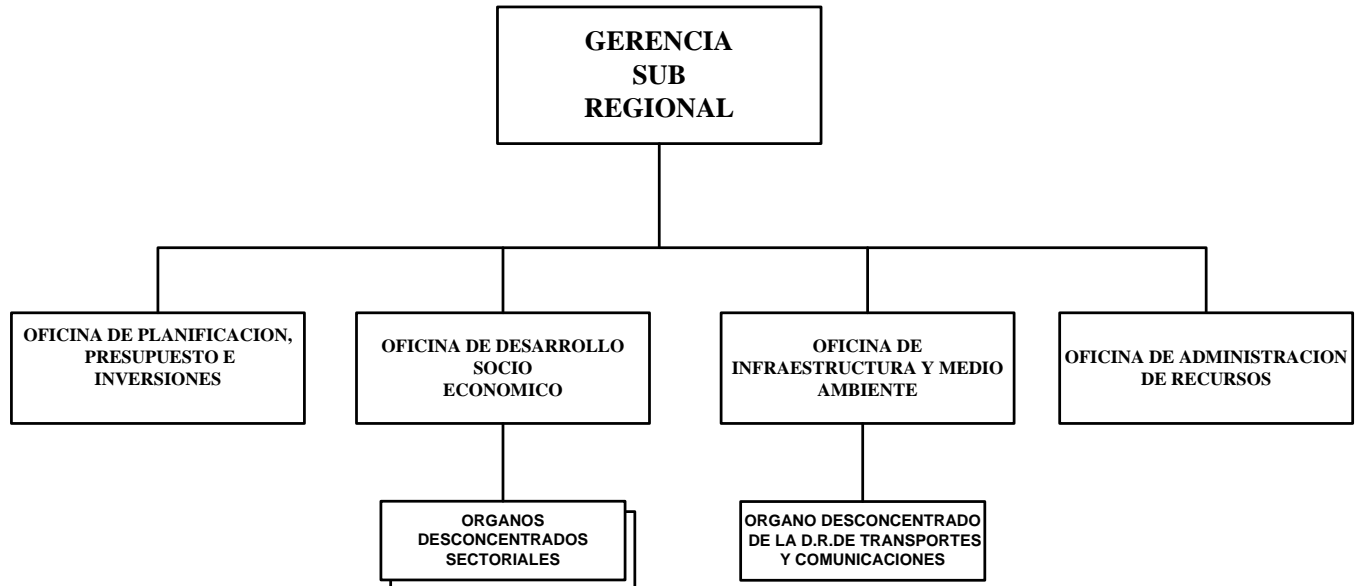 GERENCIA
SUB
REGIONAL
OFICINA DE PLANIFICACION,
PRESUPUESTO E
INVERSIONES
OFICINA DE DESARROLLO
SOCIO
ECONOMICO
OFICINA DE
INFRAESTRUCTURA Y MEDIO
AMBIENTE
OFICINA DE ADMINISTRACION
DE RECURSOS
ORGANOS
DESCONCENTRADOS
SECTORIALES
ORGANO DESCONCENTRADO
DE LA D.R.DE TRANSPORTES
Y COMUNICACIONES